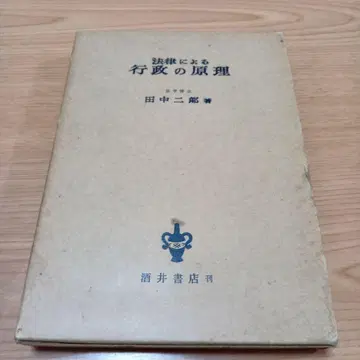 法律による
行政の原理
法学博士
田中二郎 著
酒井書店 刊